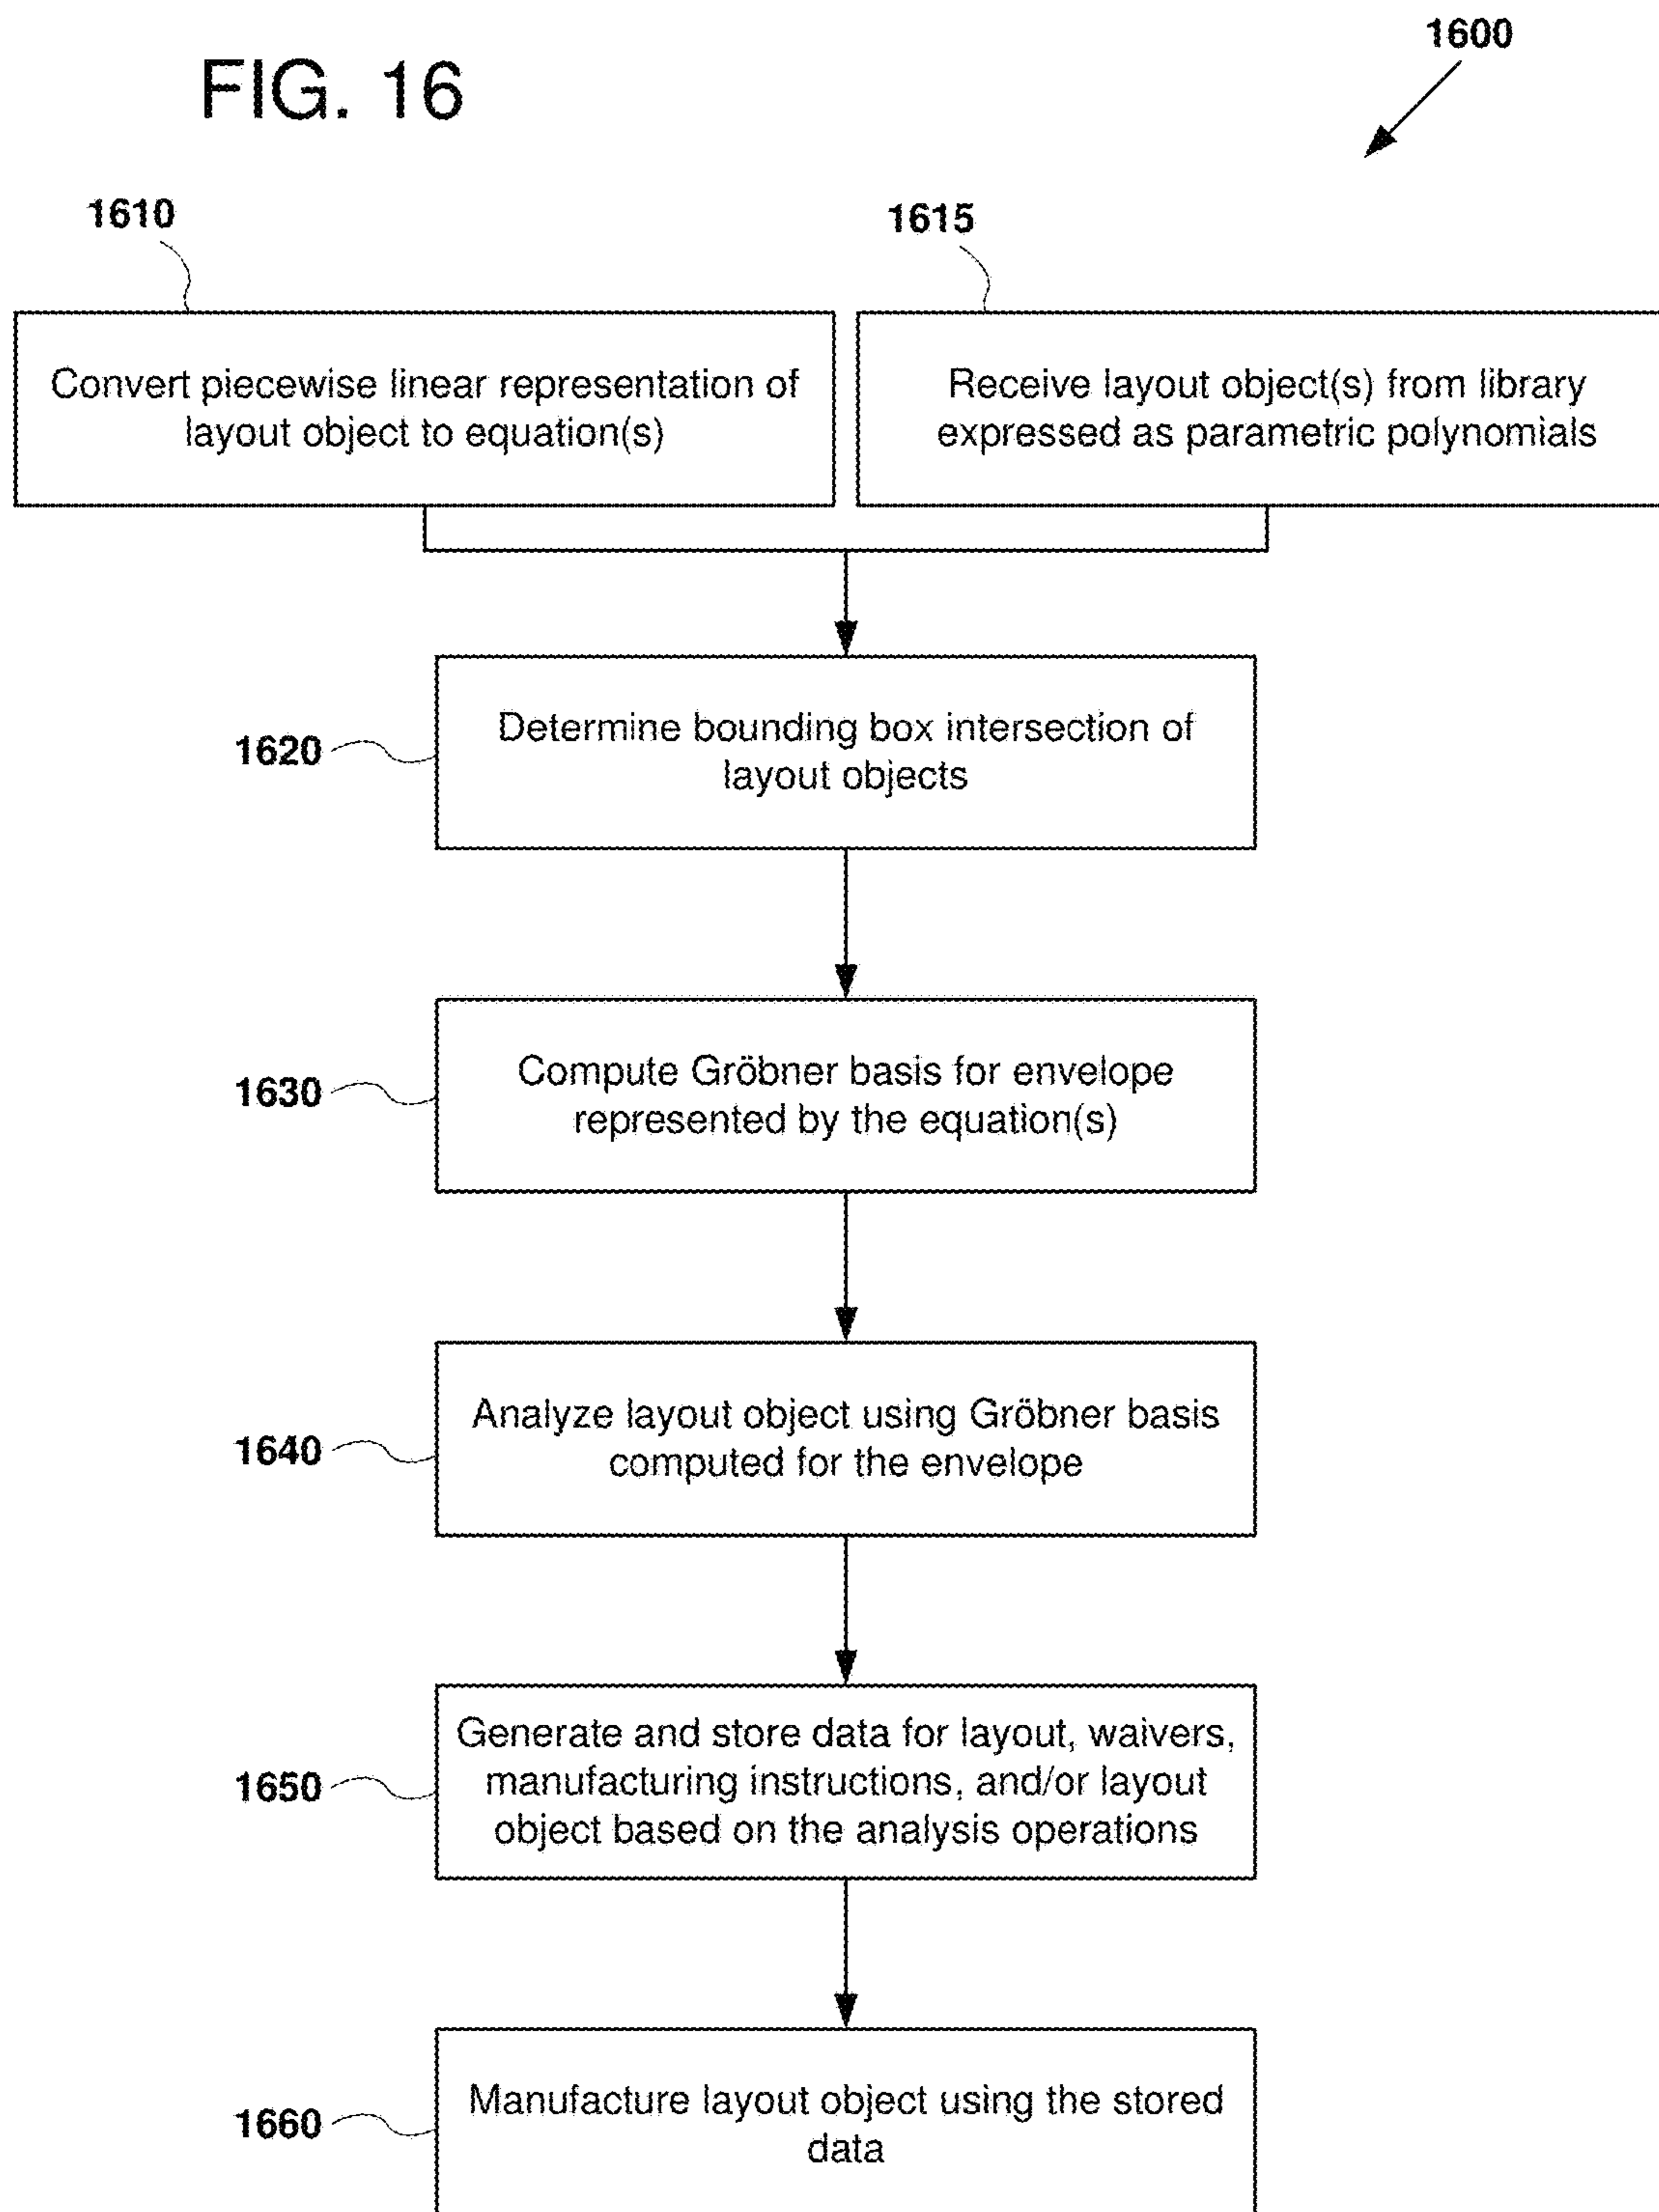 FIG. 16
1600
1610
1615
Convert piecewise linear representation of
layout object to equation(s)
Receive layout object(s) from library
expressed as parametric polynomials
1620
Determine bounding box intersection of
layout objects
1630
Compute Gröbner basis for envelope
represented by the equation(s)
1640
Analyze layout object using Gröbner basis
computed for the envelope
1650
Generate and store data for layout, waivers,
manufacturing instructions, and/or layout
object based on the analysis operations
1660
Manufacture layout object using the stored
data